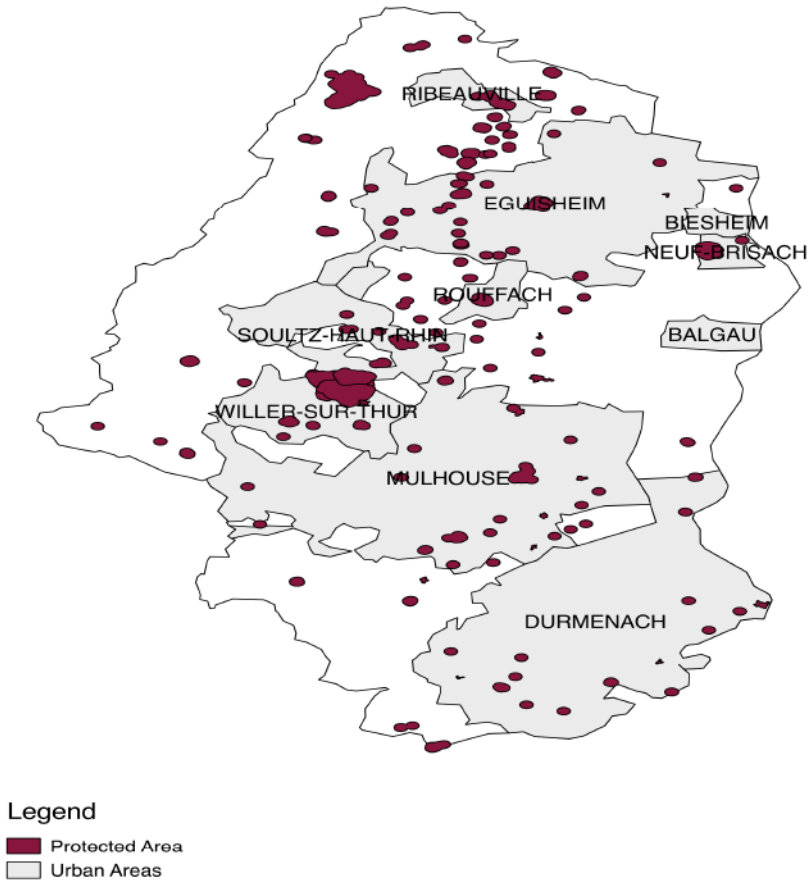 RIBEAUVILLE
EGUISHEIM
BIESHEIM
NEUF-BRISACH
ROUFFACH
SOULTZ-HAUT-RHIN
BALGAU
WILLER-SUR-THUR
MULHOUSE
DURMENACH
Legend
Protected Area
Urban Areas